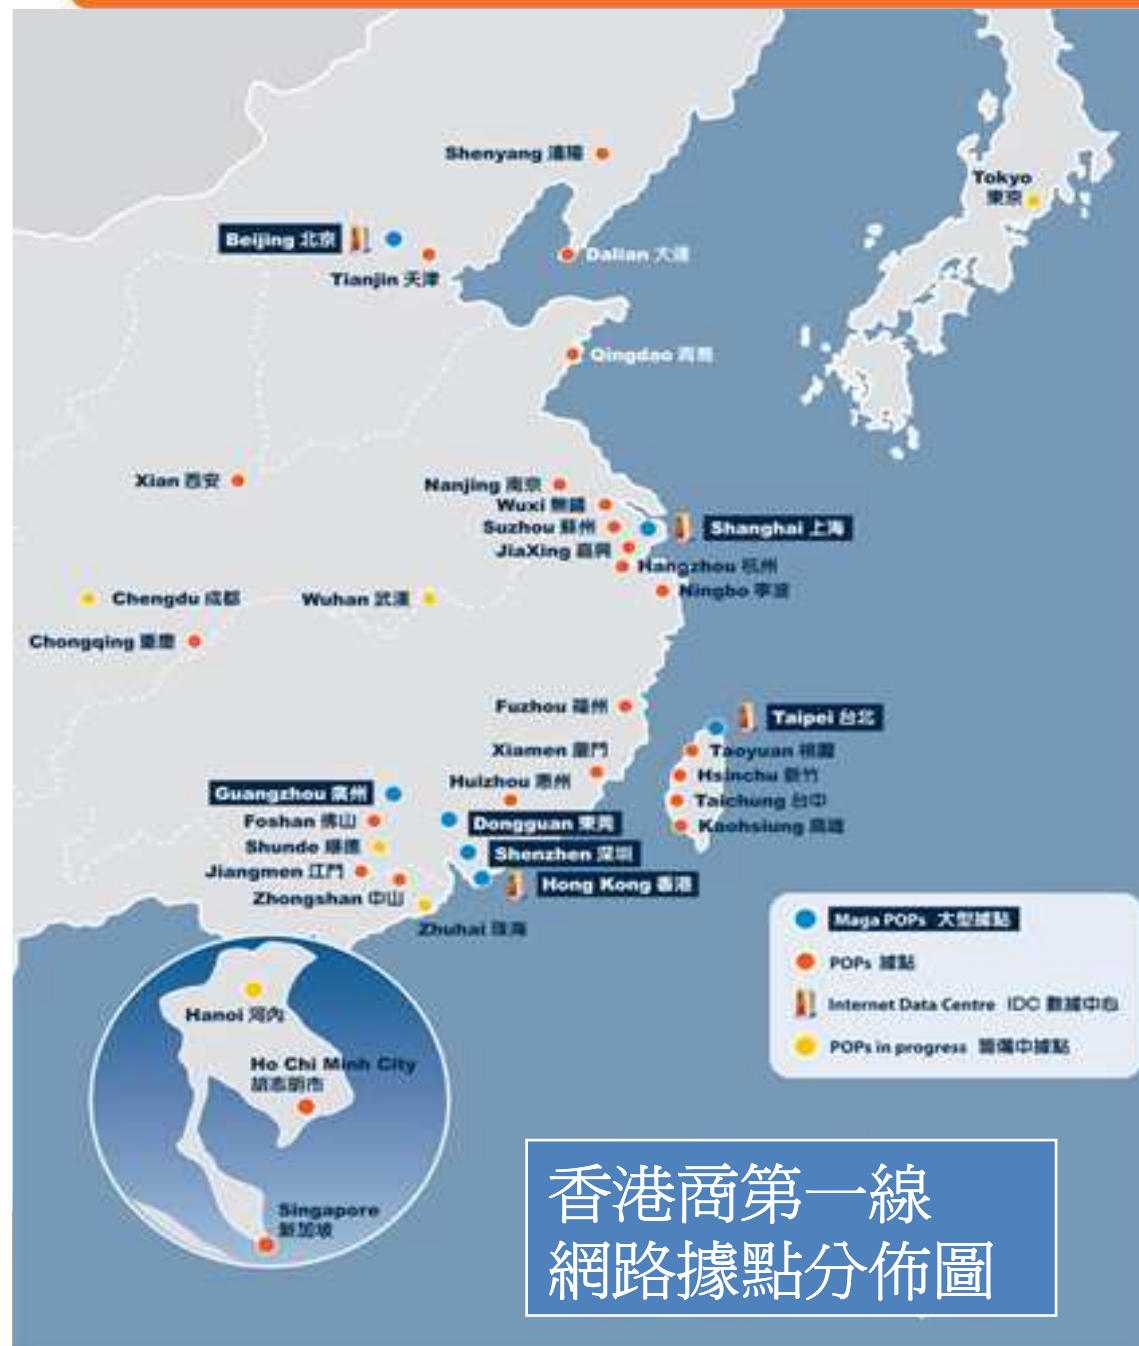 Shenyang 瀋陽
Tokyo
東京
Beijing 北京
Tianjin 天津
Dalian 大連
Qingdao 青島
Xian 西安
Nanjing 南京
Wuxi 無錫
Suzhou 蘇州
Shanghai 上海
JiaXing 嘉興
Hangzhou 杭州
Ningbo 寧波
Chengdu 成都
Wuhan 武漢
Chongqing 重慶
Fuzhou 福州
Taipei 台北
Xiamen 廈門
Taoyuan 桃園
Huizhou 惠州
Hsinchu 新竹
Guangzhou 廣州
Taichung 台中
Foshan 佛山
Dongguan 東莞
Kaohsiung 高雄
Shunde 順德
Shenzhen 深圳
Jiangmen 江門
Hong Kong 香港
Zhongshan 中山
Zhuhai 珠海
Maga POPs 大型據點
POPs 據點
Internet Data Centre IDC 數據中心
POPs in progress 籌備中據點
Hanoi 河內
Ho Chi Minh City
胡志明市
Singapore
新加坡
香港商第一線
網路據點分佈圖